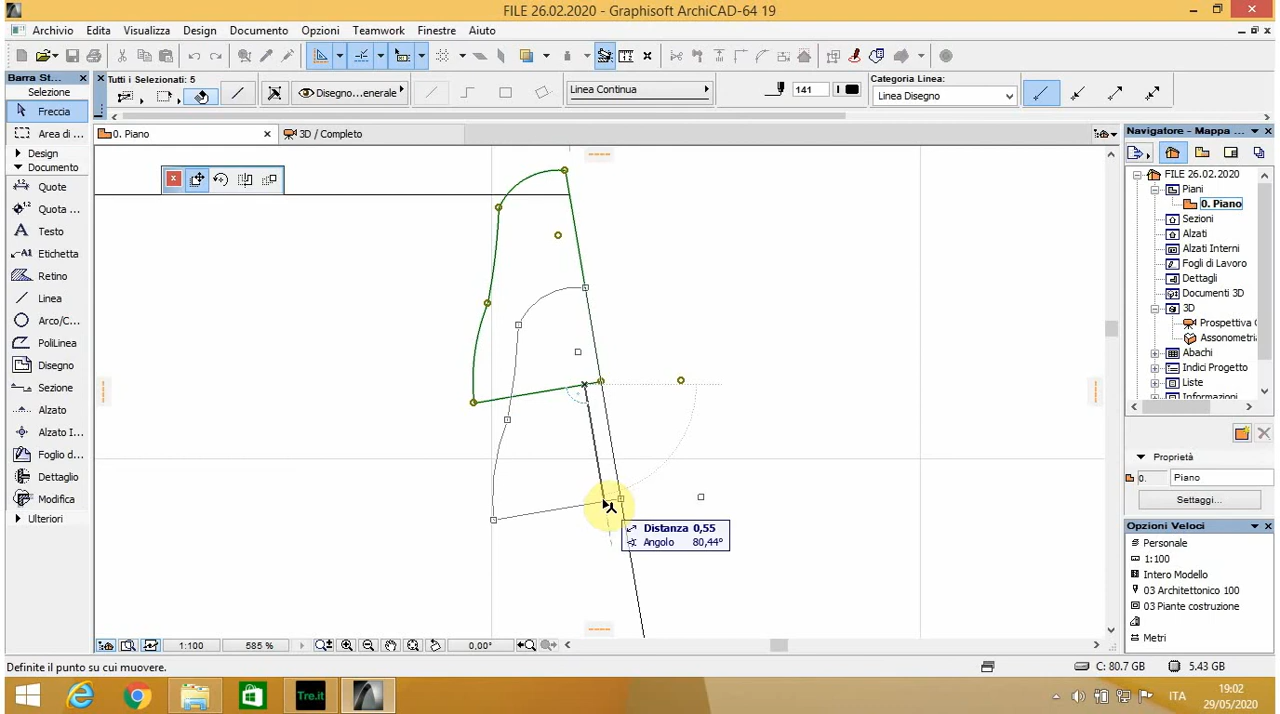 FILE 26.02.2020 - Graphisoft ArchiCAD-64 19
Archivio Edita Visualizza Design Documento Opzioni Teamwork Finestre Aiuto
Barra St...
Selezione
Freccia
Area di ...
Design
Documento
Quote
Quota ...
Testo
Etichetta
Retino
Linea
Arco/C...
PoliLinea
Disegno
Sezione
Alzato
Alzato I...
Foglio d...
Dettaglio
Modifica
Ulteriori
Tutti i Selezionati: 5
Disegno...enerale
Linea Continua
141
Categoria Linea:
Linea Disegno
0. Piano
3D / Completo
Distanza 0,55
Angolo 80,44°
Navigatore - Mappa ...
FILE 26.02.2020
Piani
0. Piano
Sezioni
Alzati
Alzati Interni
Fogli di Lavoro
Dettagli
Documenti 3D
3D
Prospettiva
Assonometri
Abachi
Indici Progetto
Liste
Informazioni
Proprietà
0. Piano
Settaggi...
Opzioni Veloci
Personale
1:100
Intero Modello
03 Architettonico 100
03 Piante costruzione
Metri
1:100 585 % 0,00°
Definite il punto su cui muovere.
C: 80.7 GB 5.43 GB
Tre.it
ITA
19:02
29/05/2020